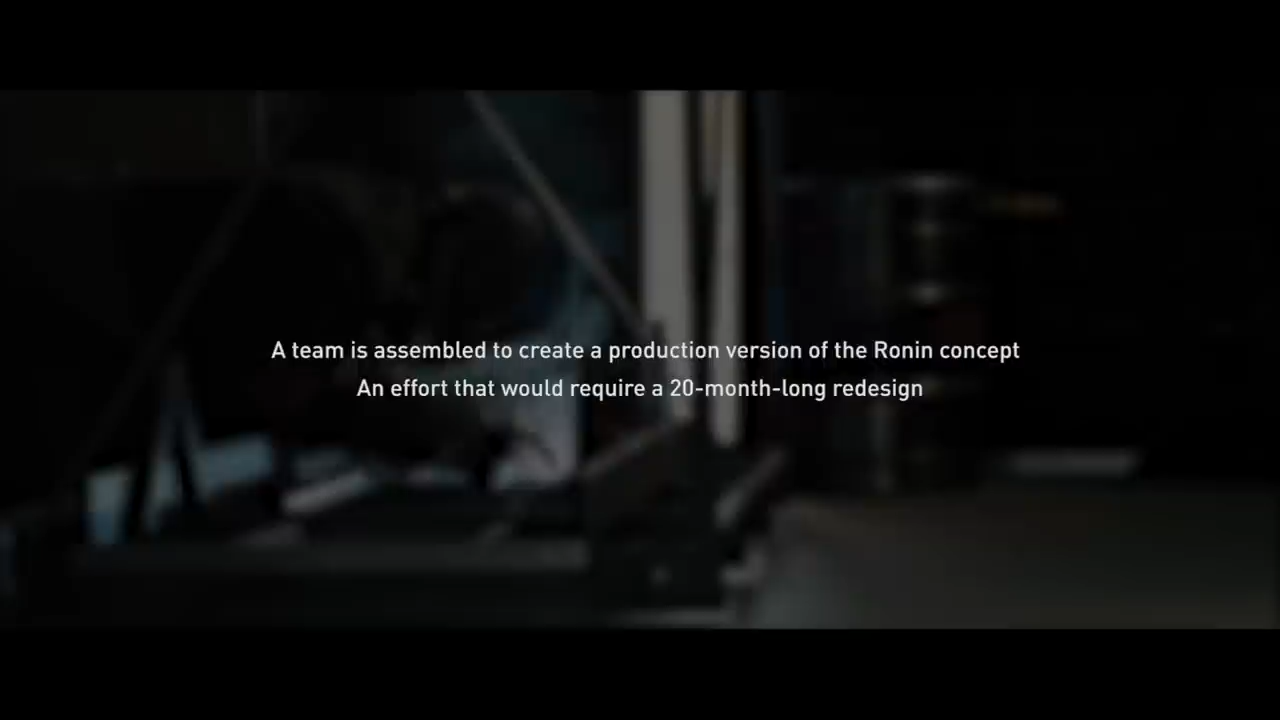 A team is assembled to create a production version of the Ronin concept
An effort that would require a 20-month-long redesign